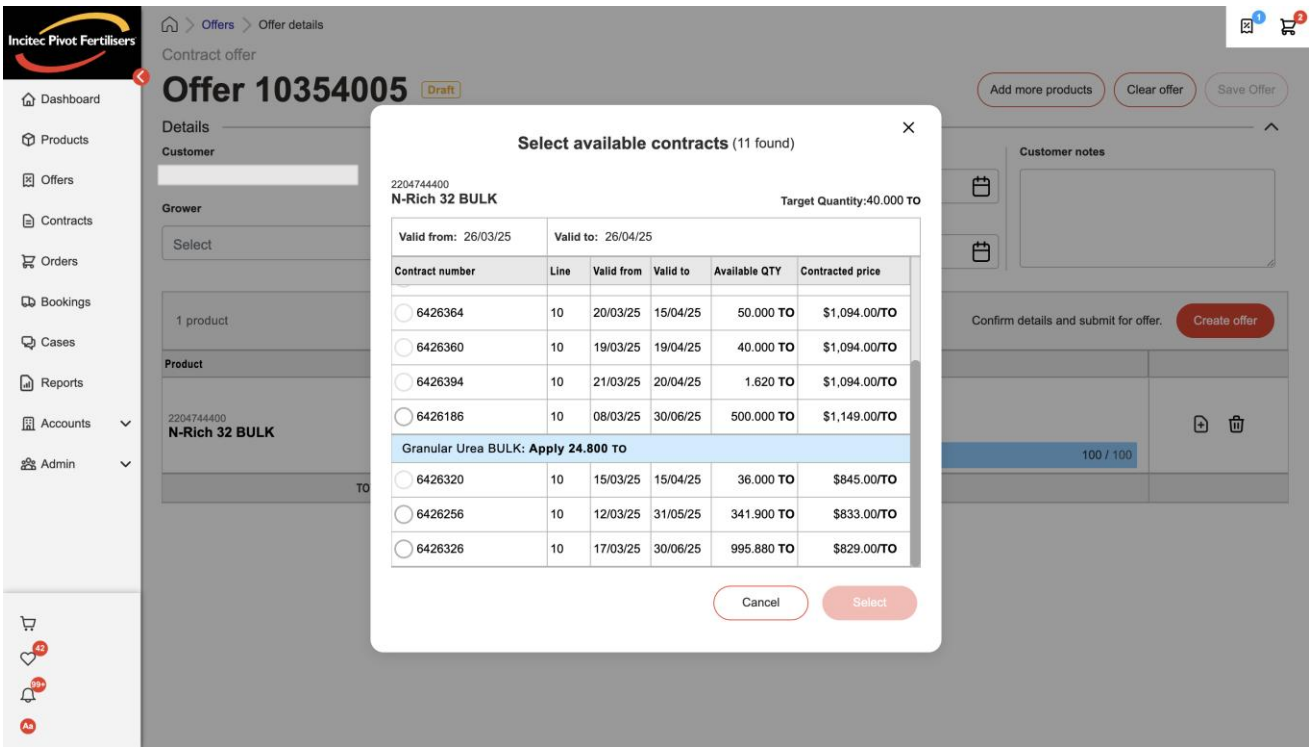 Incitec Pivot Fertilisers
Offers Offer details
1
2
Contract offer
Offer 10354005 Draft
Add more products
Clear offer
Save Offer
Dashboard
Products
Offers
Contracts
Orders
Bookings
Cases
Reports
Accounts
Admin
42
99+
Aa
Details
Customer
Customer notes
Grower
Select
1 product
Confirm details and submit for offer.
Create offer
Product
2204744400
N-Rich 32 BULK
100 / 100
TO
Select available contracts (11 found)
2204744400
N-Rich 32 BULK
Target Quantity:40.000 TO
Valid from: 26/03/25 Valid to: 26/04/25
Contract number Line Valid from Valid to Available QTY Contracted price
6426364 10 20/03/25 15/04/25 50.000 TO $1,094.00/TO
6426360 10 19/03/25 19/04/25 40.000 TO $1,094.00/TO
6426394 10 21/03/25 20/04/25 1.620 TO $1,094.00/TO
6426186 10 08/03/25 30/06/25 500.000 TO $1,149.00/TO
Granular Urea BULK: Apply 24.800 TO
6426320 10 15/03/25 15/04/25 36.000 TO $845.00/TO
6426256 10 12/03/25 31/05/25 341.900 TO $833.00/TO
6426326 10 17/03/25 30/06/25 995.880 TO $829.00/TO
Cancel
Select